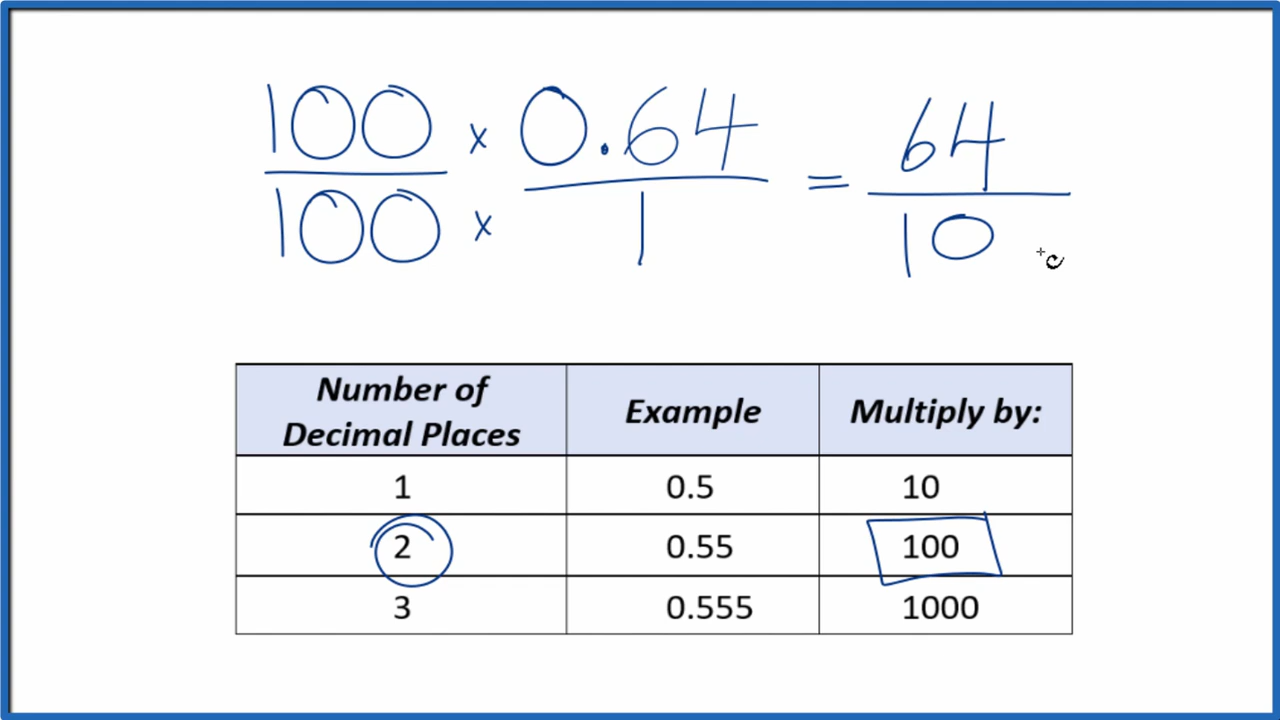 100 × 0.64 = 64
100 × 1 10
Number of Decimal Places Example Multiply by:
1 0.5 10
2 0.55 100
3 0.555 1000